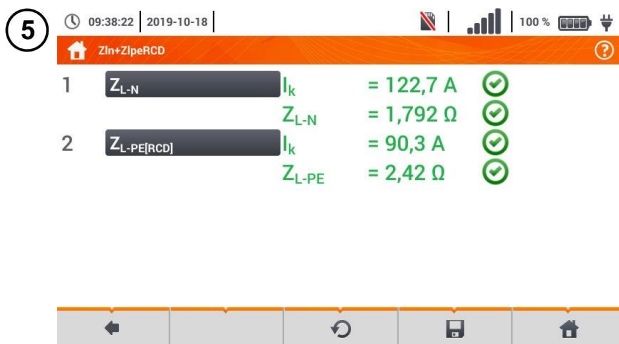 5
09:38:22 2019-10-18 100 %
Zln+ZlpeRCD ?
1 ZL-N Ik = 122,7 A
ZL-N = 1,792 Ω
2 ZL-PE[RCD] Ik = 90,3 A
ZL-PE = 2,42 Ω